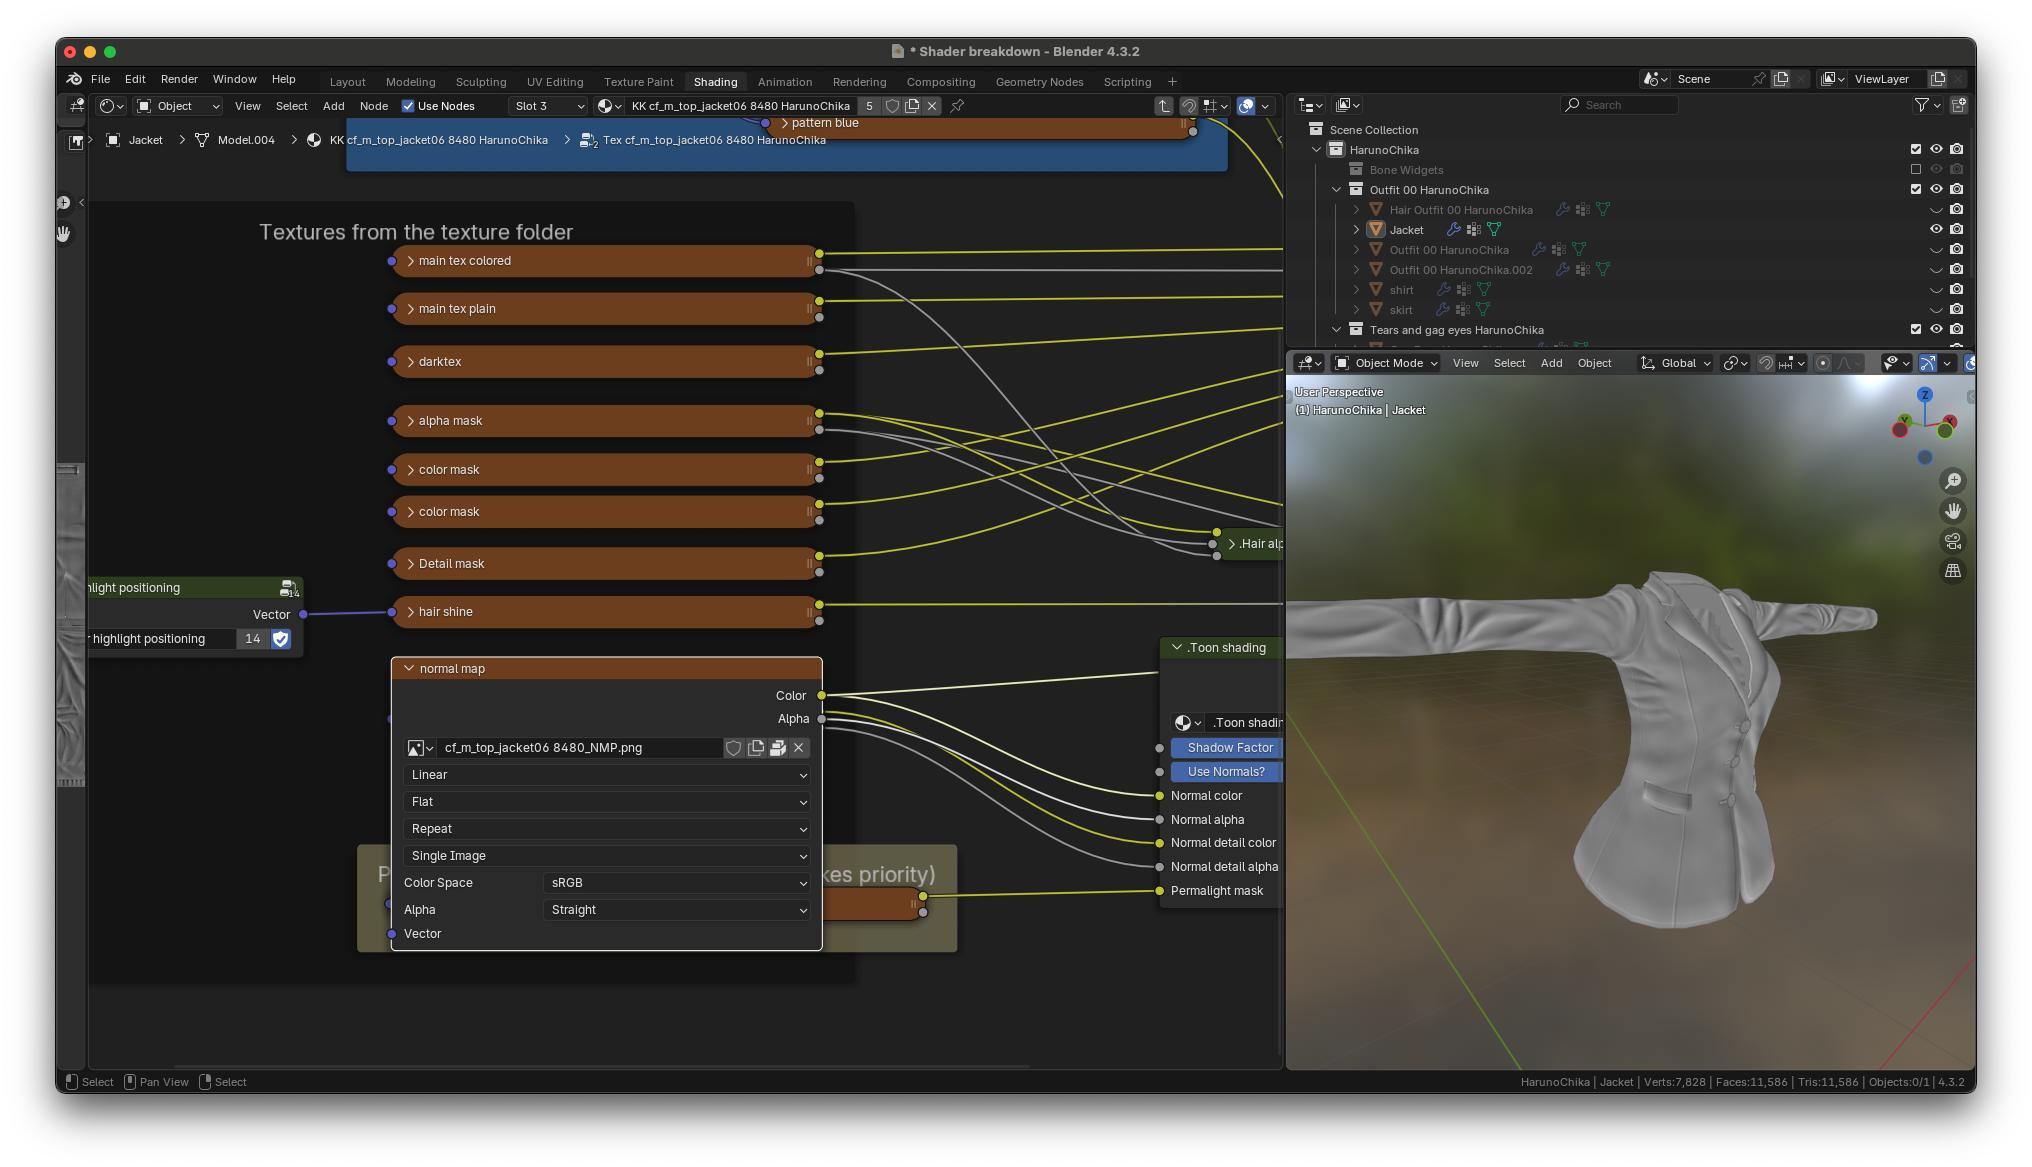 * Shader breakdown - Blender 4.3.2
File Edit Render Window Help
Layout Modeling Sculpting UV Editing Texture Paint Shading Animation Rendering Compositing Geometry Nodes Scripting +
Scene
ViewLayer
Object View Select Add Node Use Nodes Slot 3 KK cf_m_top_jacket06 8480 HarunoChika 5
Search
pattern blue
Jacket > Model.004 > KK cf_m_top_jacket06 8480 HarunoChika > 2 Tex cf_m_top_jacket06 8480 HarunoChika
Textures from the texture folder
main tex colored
main tex plain
darktex
alpha mask
color mask
color mask
Detail mask
hair shine
hlight positioning
14
Vector
r highlight positioning 14
normal map
Color
Alpha
cf_m_top_jacket06 8480_NMP.png
Linear
Flat
Repeat
Single Image
Color Space sRGB
Alpha Straight
Vector
P
kes priority)
.Hair alp
.Toon shading
.Toon shadin
Shadow Factor
Use Normals?
Normal color
Normal alpha
Normal detail color
Normal detail alpha
Permalight mask
Scene Collection
HarunoChika
Bone Widgets
Outfit 00 HarunoChika
Hair Outfit 00 HarunoChika
Jacket
Outfit 00 HarunoChika
Outfit 00 HarunoChika.002
shirt
skirt
Tears and gag eyes HarunoChika
Object Mode View Select Add Object Global
User Perspective
(1) HarunoChika | Jacket
Z
Y
X
Select Pan View Select
HarunoChika | Jacket | Verts:7,828 | Faces:11,586 | Tris:11,586 | Objects:0/1 | 4.3.2